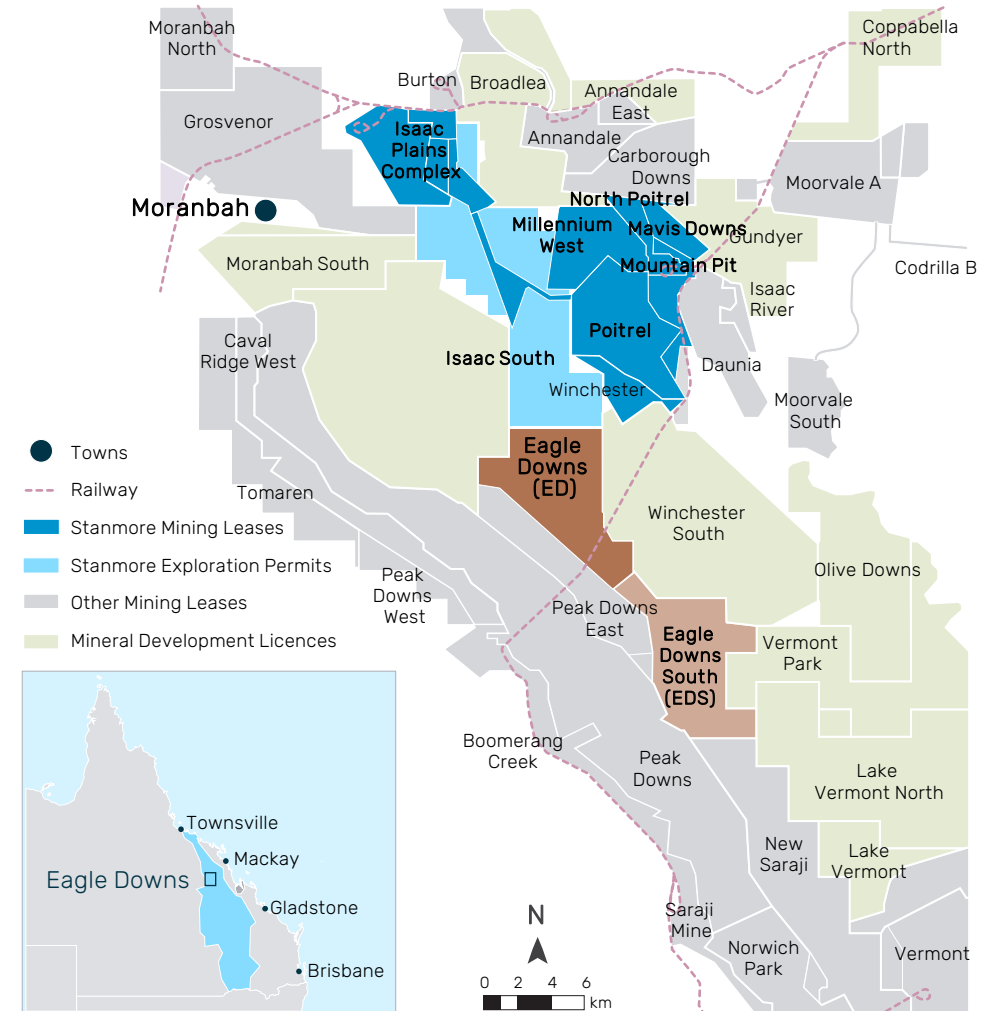 Moranbah
North
Coppabella
North
Burton
Broadlea
Annandale
East
Grosvenor
Isaac
Plains
Complex
Annandale
Carborough
Downs
Moorvale A
North Poitrel
Moranbah
Millennium
West
Mavis Downs
Gundyer
Mountain Pit
Moranbah South
Codrilla B
Isaac
River
Poitrel
Caval
Ridge West
Isaac South
Daunia
Winchester
Moorvale
South
Eagle
Downs
(ED)
Towns
Railway
Tomaren
Stanmore Mining Leases
Winchester
South
Stanmore Exploration Permits
Olive Downs
Other Mining Leases
Peak
Downs
West
Peak Downs
East
Mineral Development Licences
Eagle
Downs
South
(EDS)
Vermont
Park
Boomerang
Creek
Peak
Downs
Lake
Vermont North
Townsville
Mackay
New
Saraji
Lake
Vermont
Eagle Downs
Gladstone
N
Saraji
Mine
Norwich
Park
Vermont
Brisbane
0 2 4 6
km